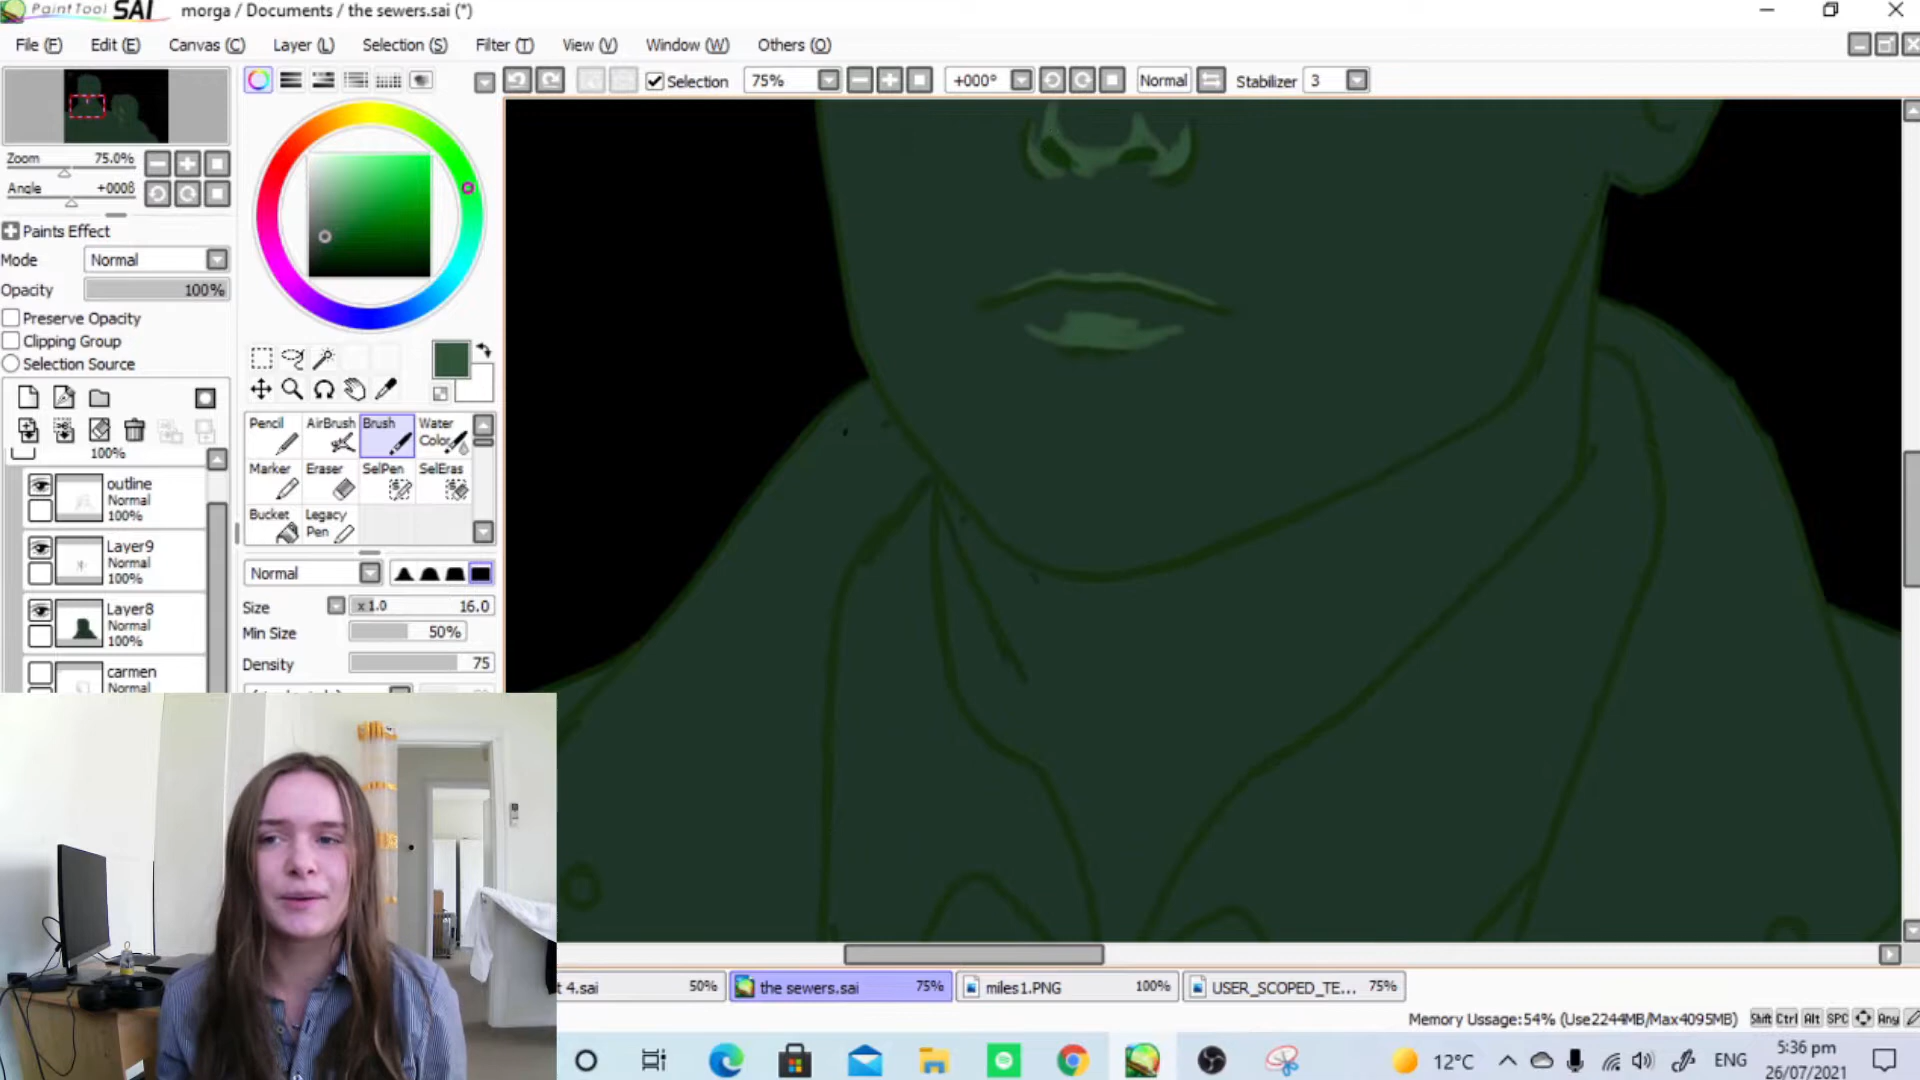 PaintTool SAI morga / Documents / the sewers.sai (*)
File (F) Edit (E) Canvas (C) Layer (L) Selection (S) Filter (T) View (V) Window (W) Others (O)
Selection 75% +000° Normal Stabilizer 3
Zoom 75.0%
Angle +000θ
Paints Effect
Mode Normal
Opacity 100%
Preserve Opacity
Clipping Group
Selection Source
100%
outline
Normal
100%
Layer9
Normal
100%
Layer8
Normal
100%
carmen
Normal
Pencil AirBrush Brush Water Color
Marker Eraser SelPen SelEras
Bucket Legacy Pen
Normal
Size x1.0 16.0
Min Size 50%
Density 75
t 4.sai 50% the sewers.sai 75% miles1.PNG 100% USER_SCOPED_TE... 75%
Memory Ussage:54% (Use2244MB/Max4095MB) Shift Ctrl Alt SPC Any
12°C ENG 5:36 pm
26/07/2021